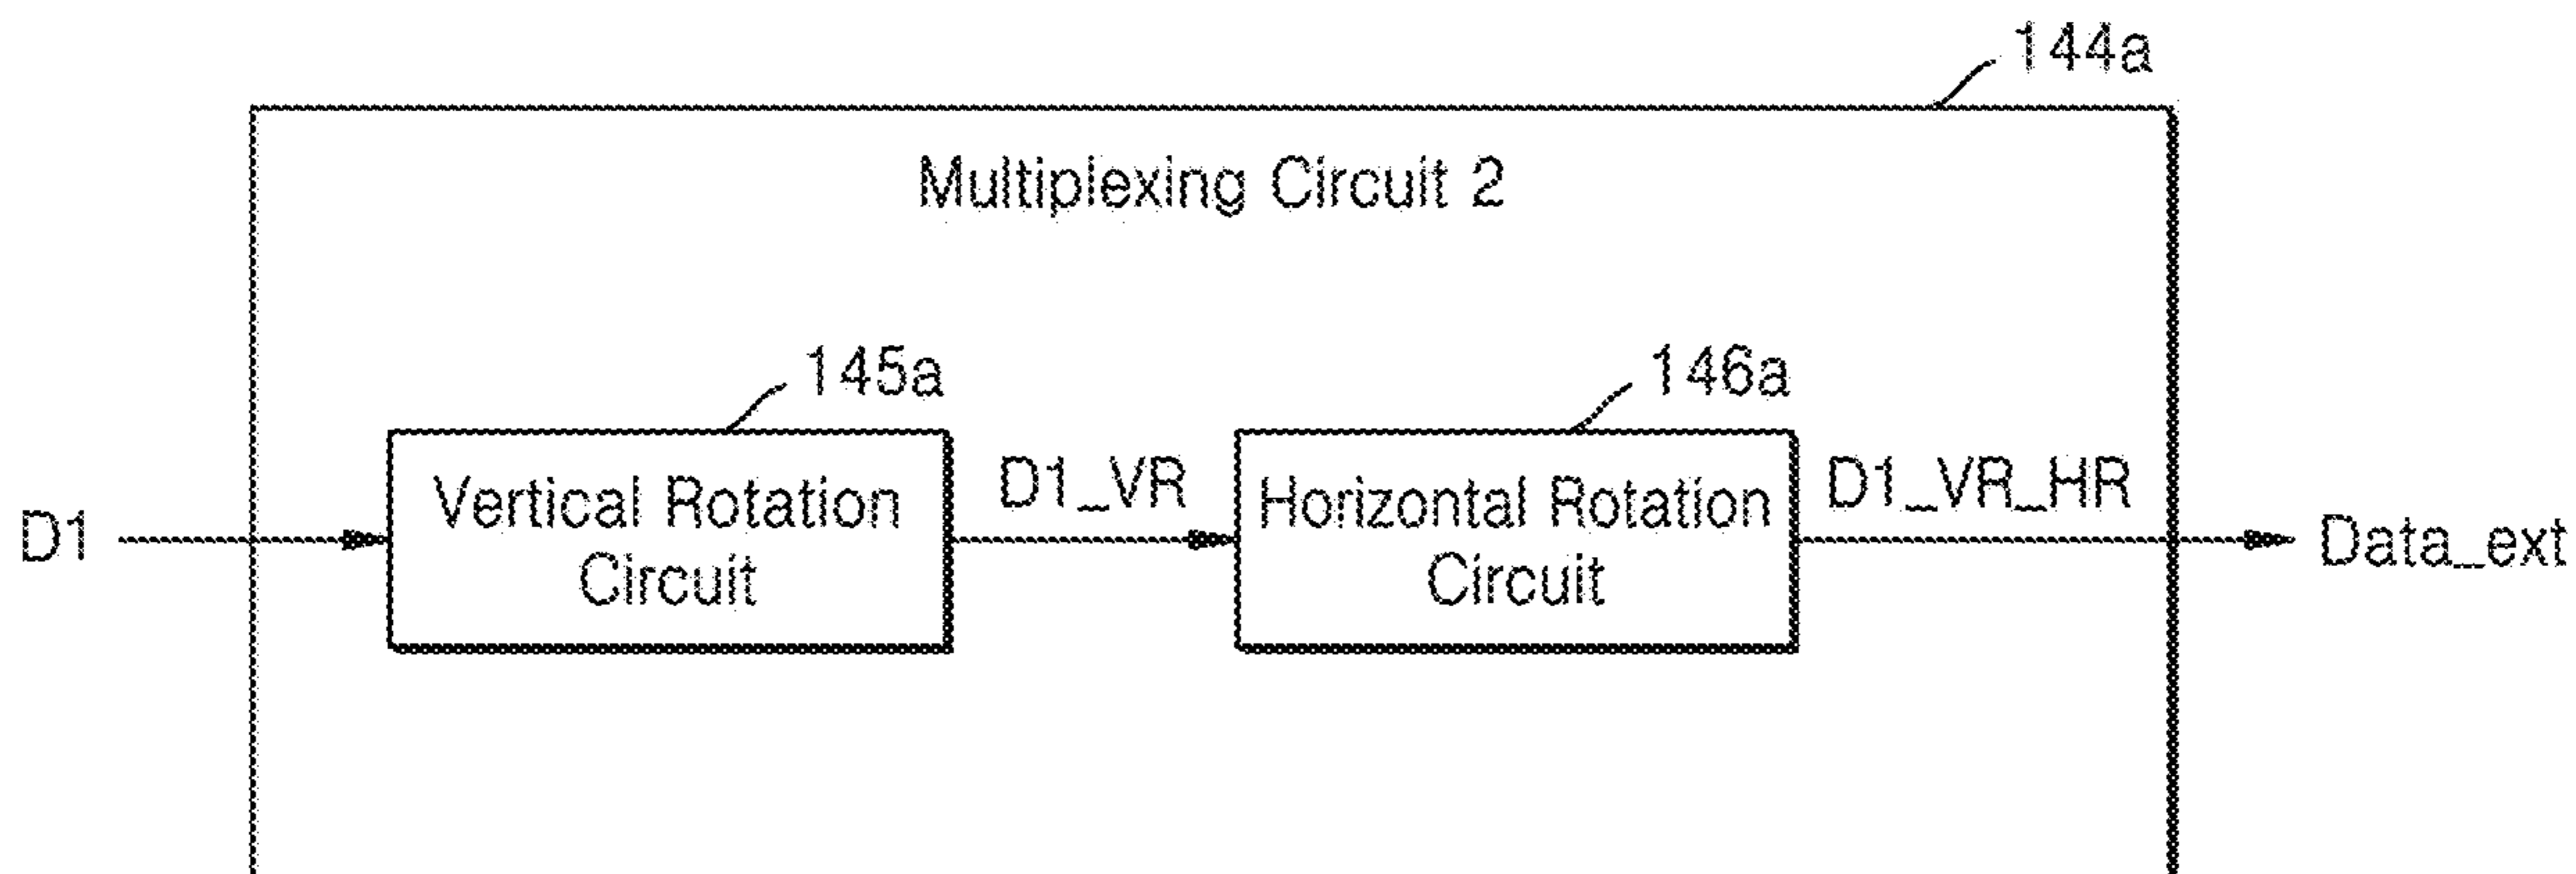 144a
Multiplexing Circuit 2
145a
146a
D1
Vertical Rotation
Circuit
D1_VR
Horizontal Rotation
Circuit
D1_VR_HR
Data_ext